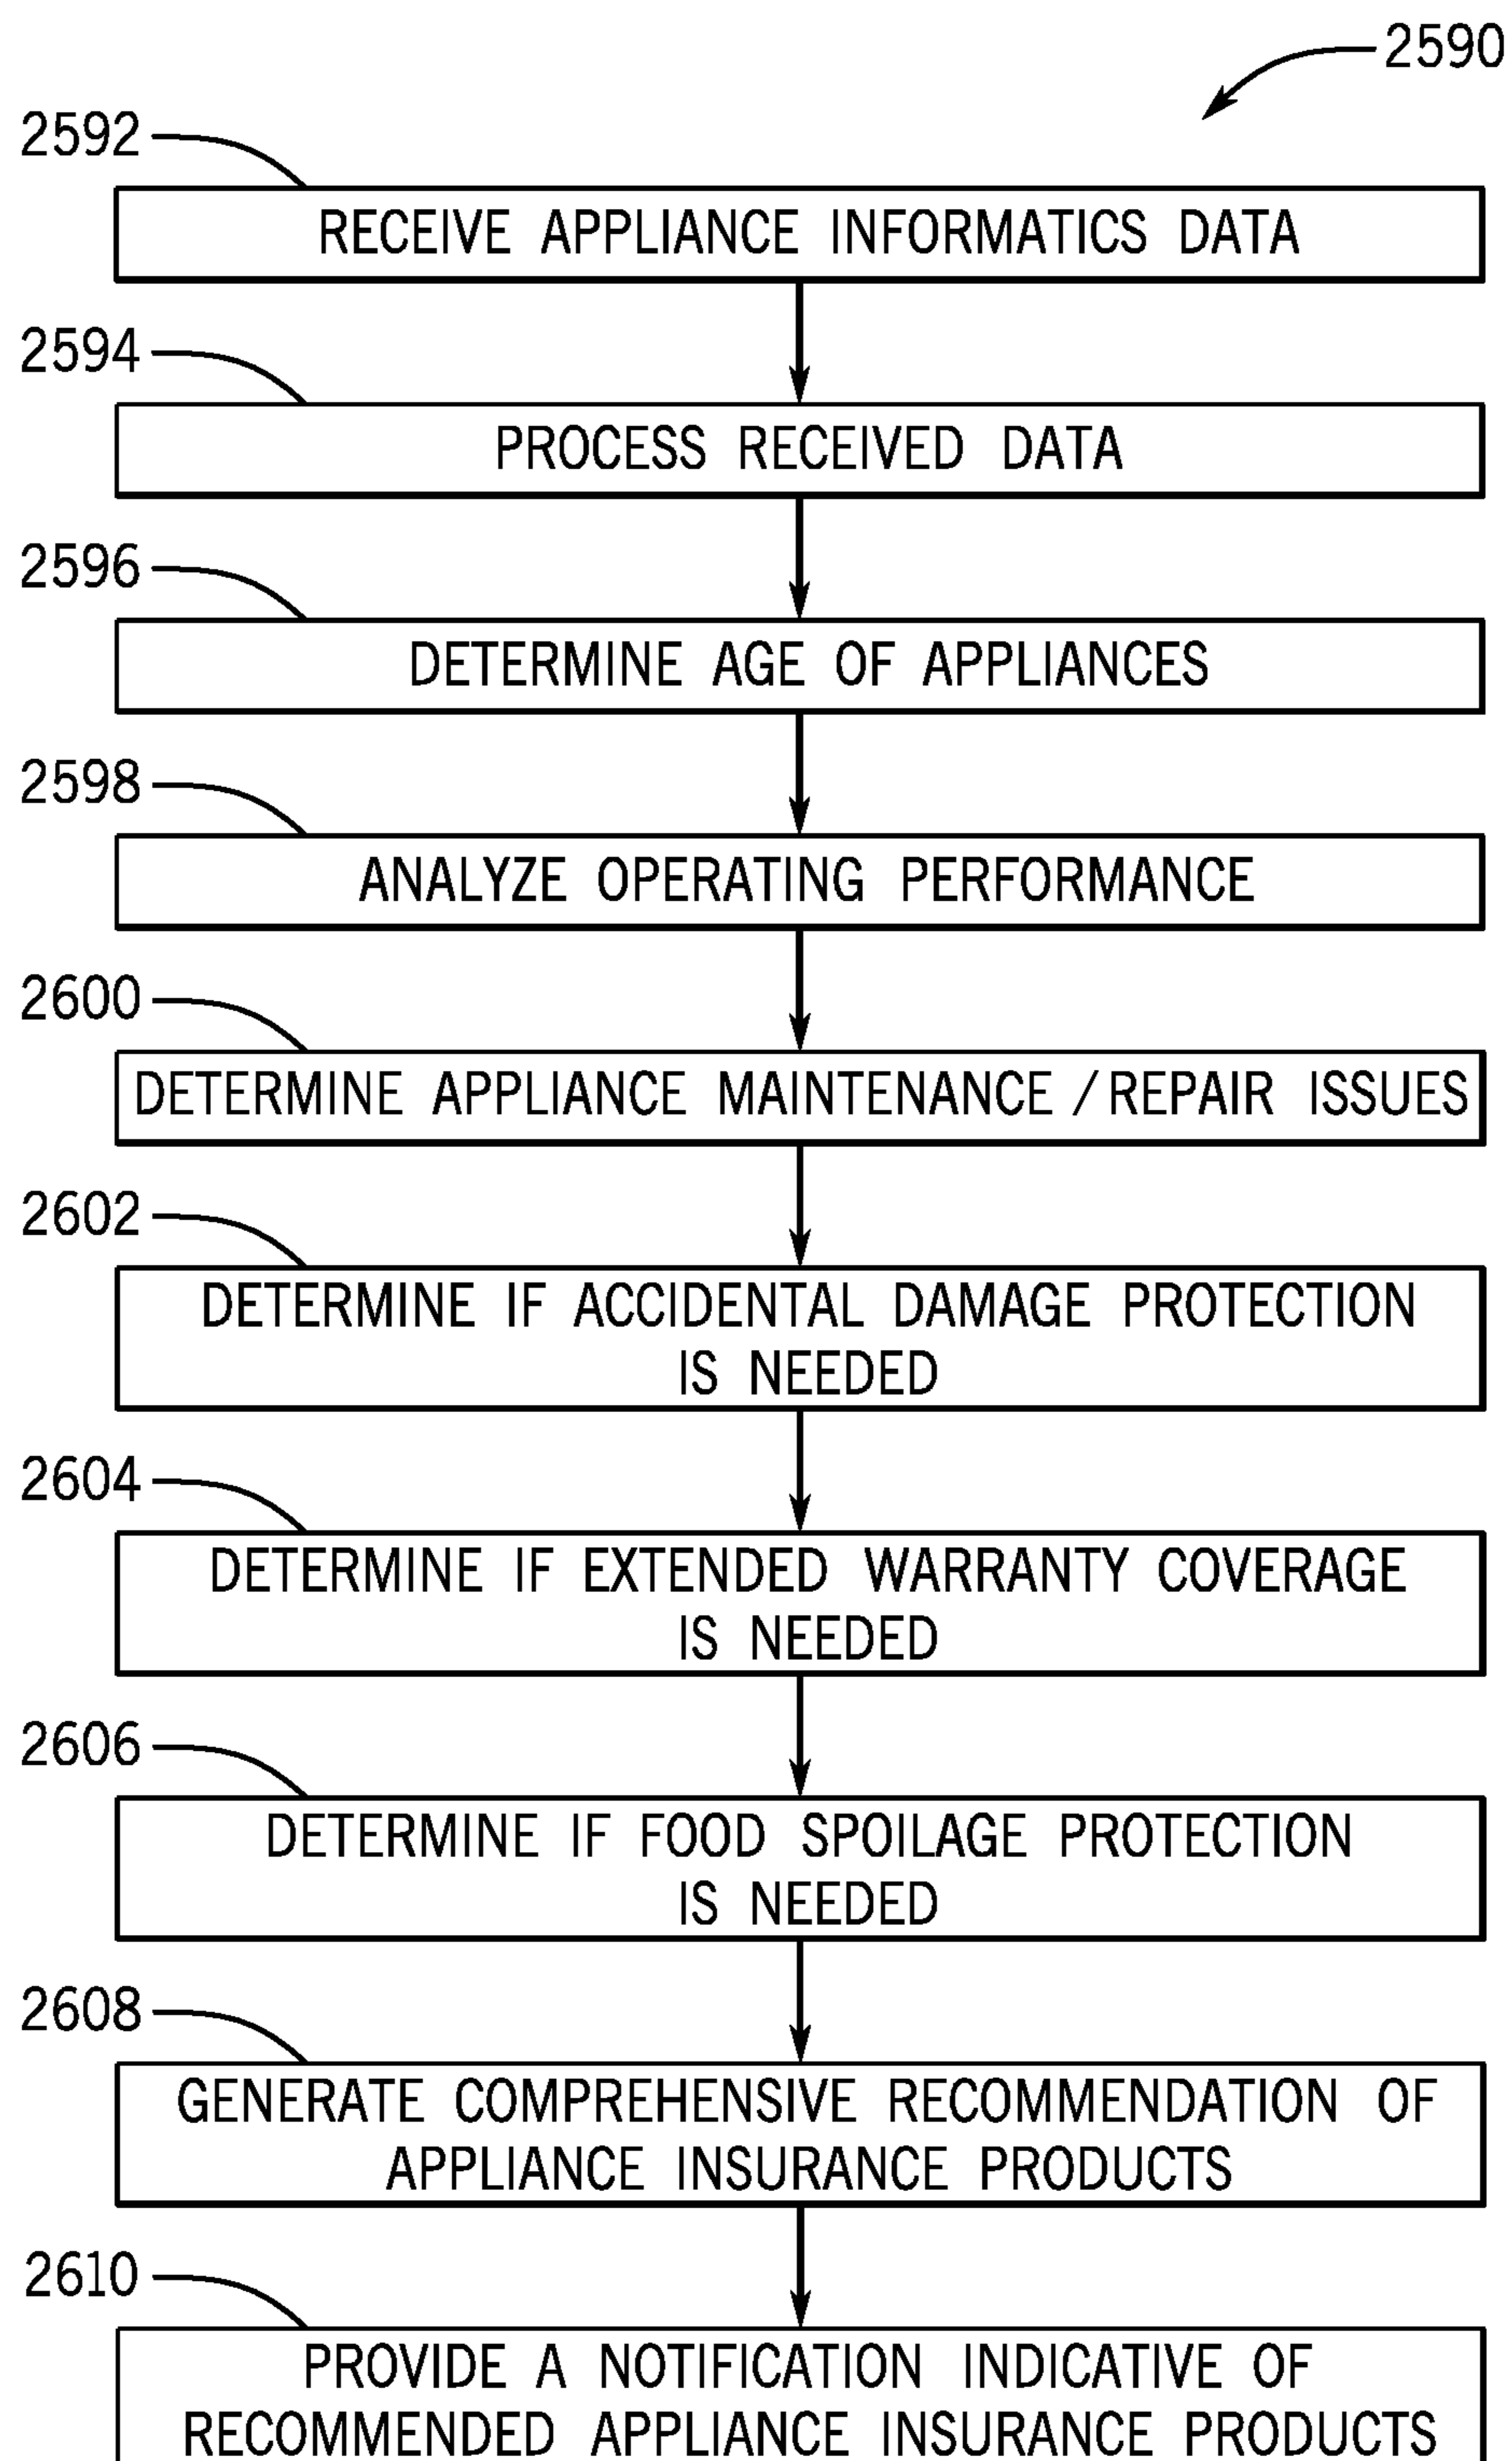 2590
2592
RECEIVE APPLIANCE INFORMATICS DATA
2594
PROCESS RECEIVED DATA
2596
DETERMINE AGE OF APPLIANCES
2598
ANALYZE OPERATING PERFORMANCE
2600
DETERMINE APPLIANCE MAINTENANCE / REPAIR ISSUES
2602
DETERMINE IF ACCIDENTAL DAMAGE PROTECTION
IS NEEDED
2604
DETERMINE IF EXTENDED WARRANTY COVERAGE
IS NEEDED
2606
DETERMINE IF FOOD SPOILAGE PROTECTION
IS NEEDED
2608
GENERATE COMPREHENSIVE RECOMMENDATION OF
APPLIANCE INSURANCE PRODUCTS
2610
PROVIDE A NOTIFICATION INDICATIVE OF
RECOMMENDED APPLIANCE INSURANCE PRODUCTS